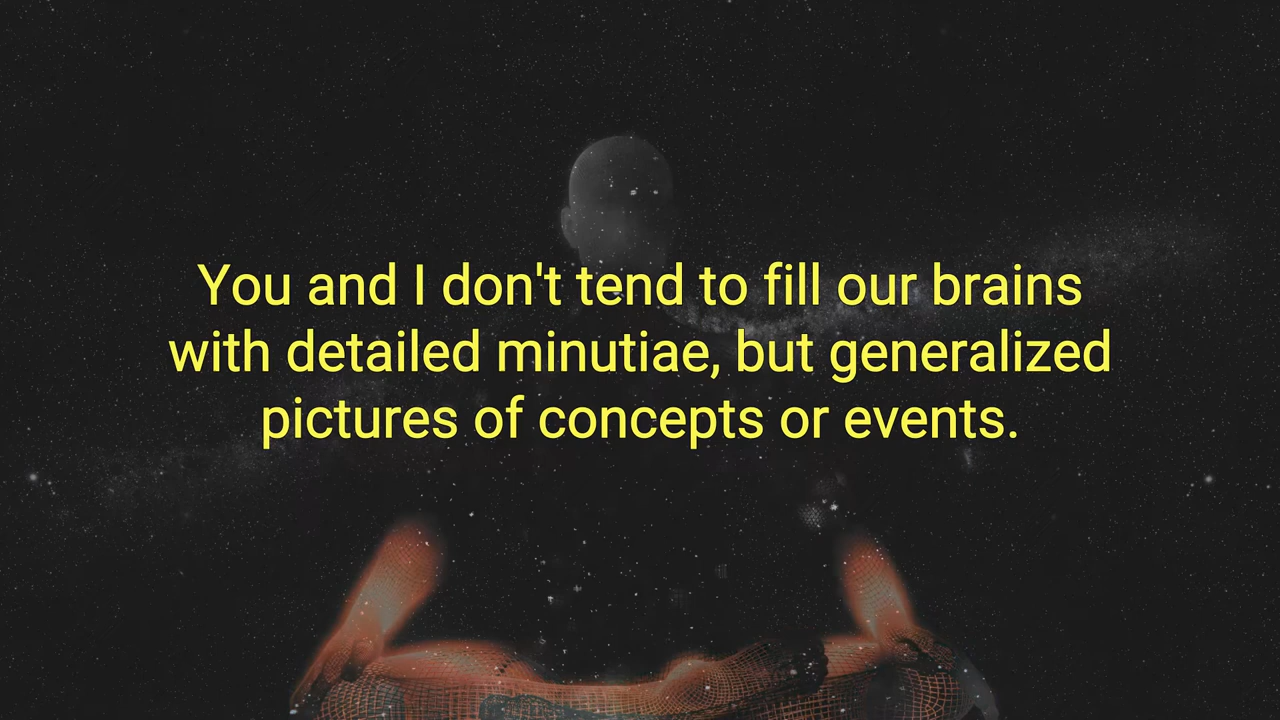 You and I don't tend to fill our brains
with detailed minutiae, but generalized
pictures of concepts or events.